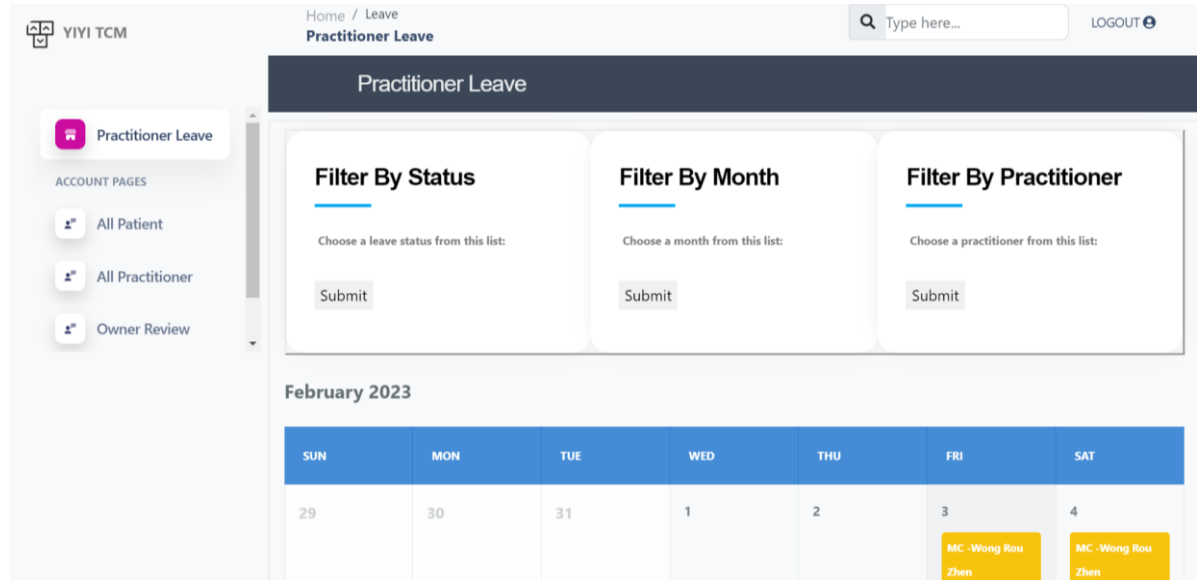 YIYI TCM
Home / Leave
Practitioner Leave
Type here...
LOGOUT
Practitioner Leave
Practitioner Leave
ACCOUNT PAGES
All Patient
All Practitioner
Owner Review
Filter By Status
Choose a leave status from this list:
Submit
Filter By Month
Choose a month from this list:
Submit
Filter By Practitioner
Choose a practitioner from this list:
Submit
February 2023
SUN MON TUE WED THU FRI SAT
29 30 31 1 2 3 4
MC -Wong Rou MC -Wong Rou
Zhen Zhen